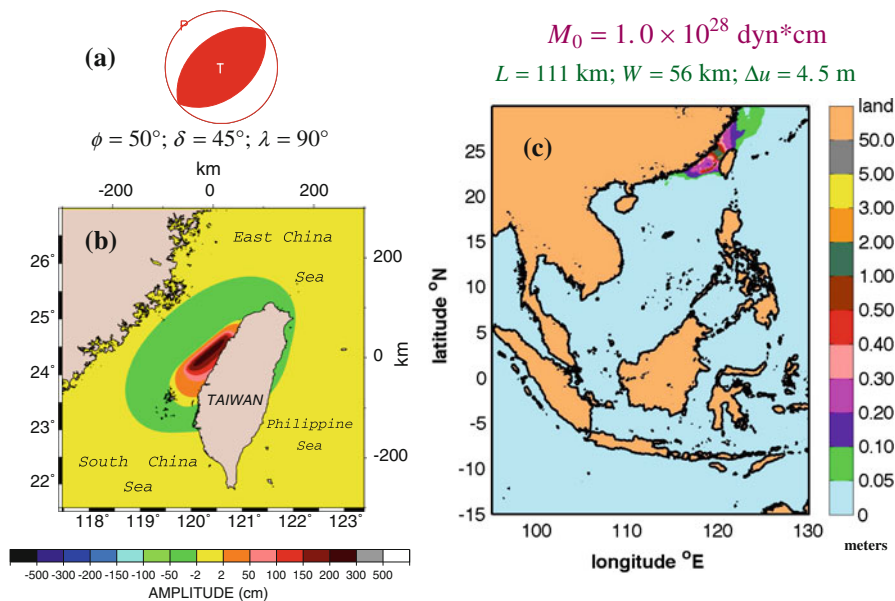 (a)
P
T
ϕ = 50°; δ = 45°; λ = 90°
km
-200 0 200
(b)
East China
Sea
26°
25°
24°
23°
22°
200
0
-200
km
TAIWAN
Philippine
Sea
South China
Sea
118° 119° 120° 121° 122° 123°
-500 -300 -200 -150 -100 -50 -2 2 50 100 150 200 300 500
AMPLITUDE (cm)
M₀ = 1.0 × 10²⁸ dyn*cm
L = 111 km; W = 56 km; Δu = 4.5 m
(c)
latitude °N
25
20
15
10
5
0
-5
-10
-15
100 110 120 130
longitude °E
land
50.0
5.00
3.00
2.00
1.00
0.50
0.40
0.30
0.20
0.10
0.05
0
meters